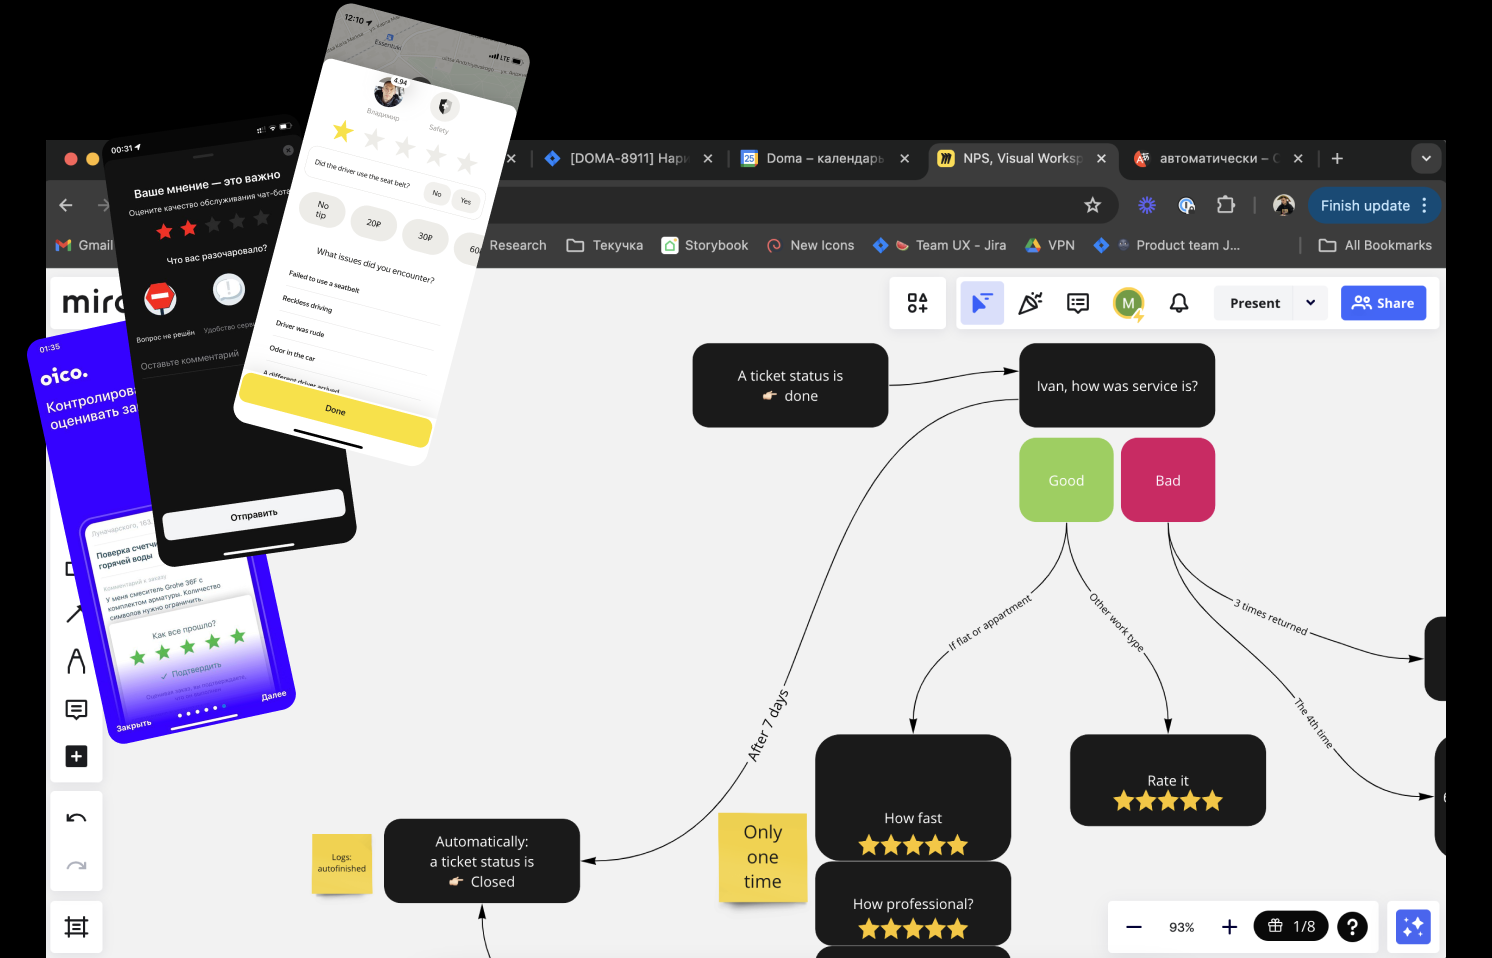 12:10
Essentuki
LTE
4.94
Владимир
Safety
Did the driver use the seat belt?
No
Yes
No
tip
20₽
30₽
60
What issues did you encounter?
Failed to use a seatbelt
Reckless driving
Driver was rude
Odor in the car
A different driver arrived
Done
00:31
Ваше мнение — это важно
Оцените качество обслуживания чат-бота
Что вас разочаровало?
Вопрос не решён
Удобство
Оставьте комментарий
Отправить
01:35
oico.
Контролирова
оценивать за
Луначарского, 163
Поверка счетчи
горячей воды
Комментарий к заказу
У меня смеситель Grohe 36F с
комплектом арматуры. Количество
символов нужно ограничить.
Как все прошло?
✓ Подтвердить
Закрыть
Далее
[DOMA-8911] Нари
25
Doma – календарь
NPS, Visual Worksp
автоматически – С
Finish update
Gmail
Research
Текучка
Storybook
New Icons
Team UX - Jira
VPN
Product team J...
All Bookmarks
miro
M
Present
Share
A ticket status is
👉 done
Ivan, how was service is?
Good
Bad
If flat or appartment
Other work type
3 times returned
The 4th time
After 7 days
How fast
Rate it
Only
one
time
Logs:
autofinished
Automatically:
a ticket status is
👉 Closed
How professional?
93%
1/8
?